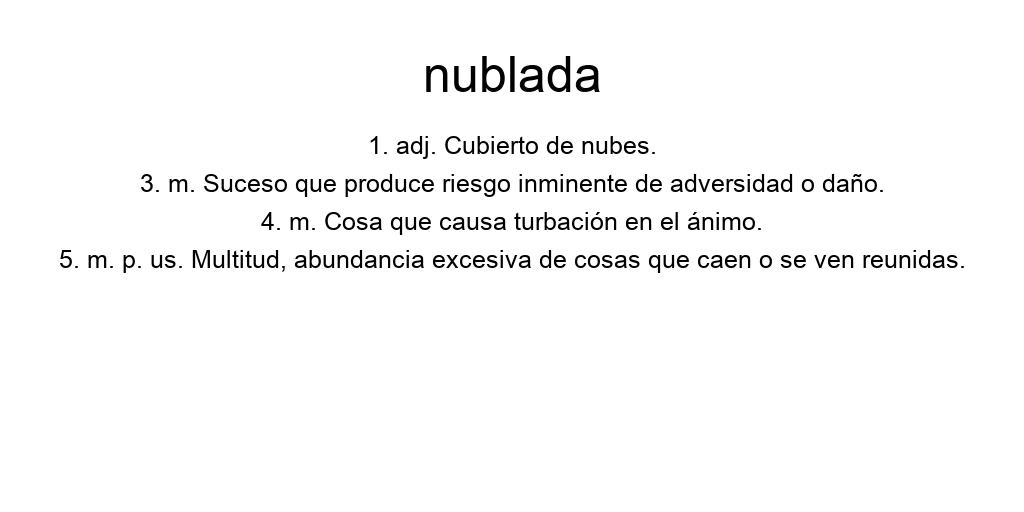 nublada
1. adj. Cubierto de nubes.
3. m. Suceso que produce riesgo inminente de adversidad o daño.
4. m. Cosa que causa turbación en el ánimo.
5. m. p. us. Multitud, abundancia excesiva de cosas que caen o se ven reunidas.